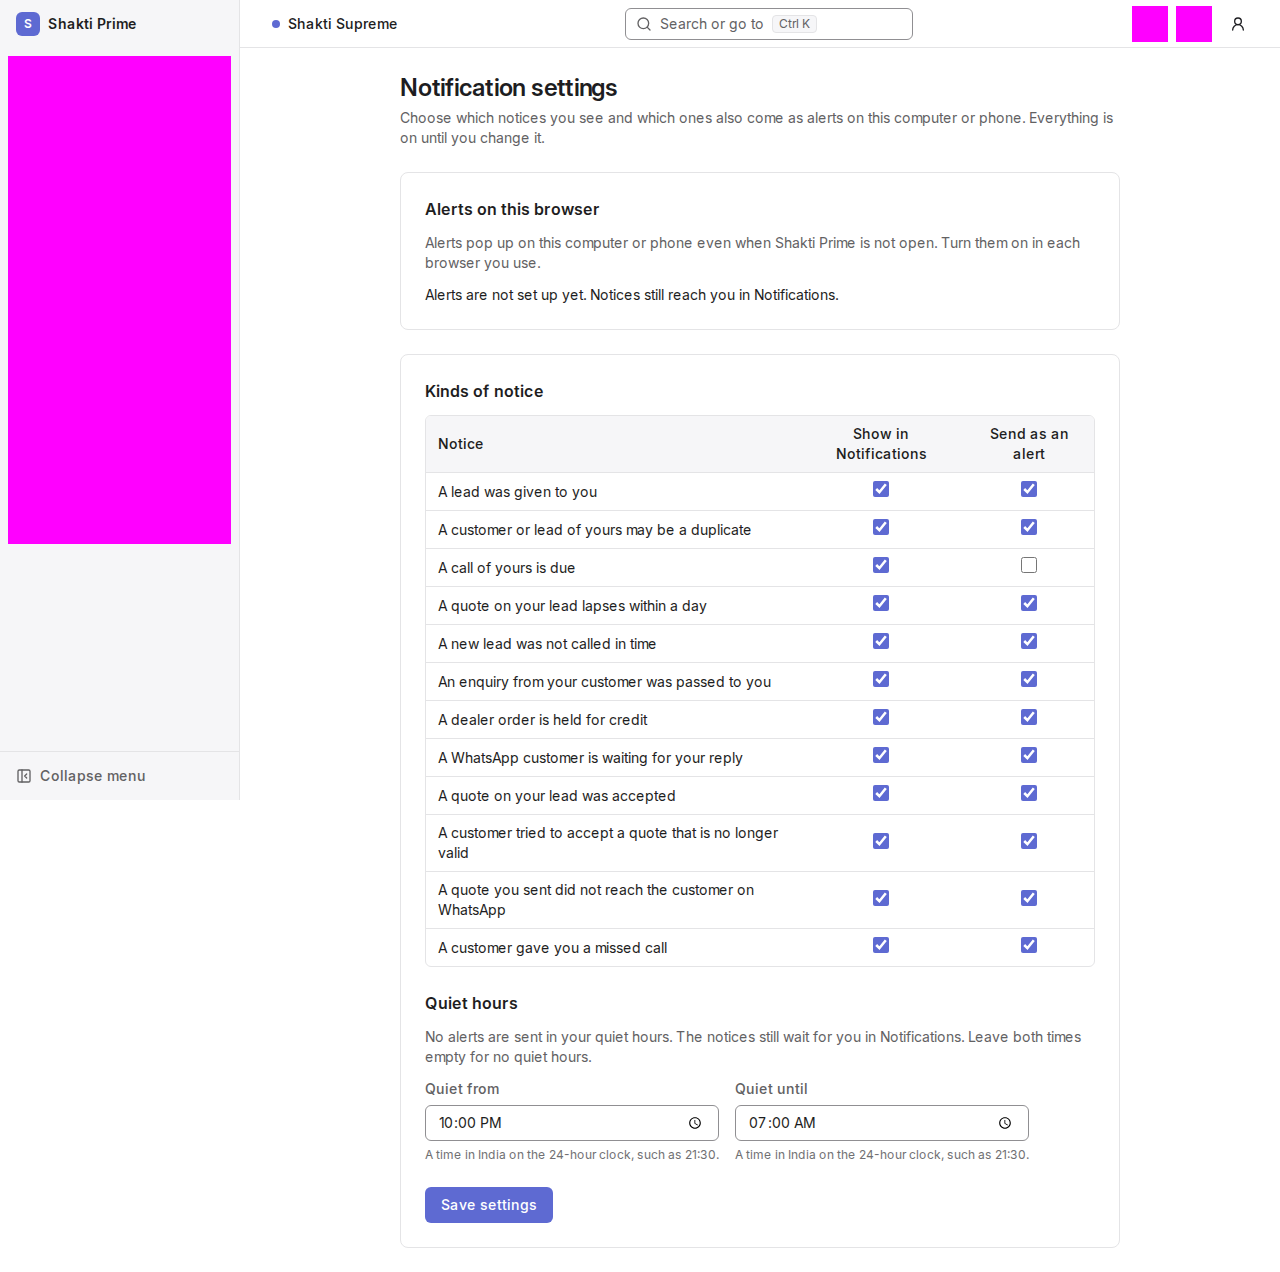 S Shakti Prime
Shakti Supreme
Search or go to Ctrl K
Notification settings
Choose which notices you see and which ones also come as alerts on this computer or phone. Everything is
on until you change it.
Alerts on this browser
Alerts pop up on this computer or phone even when Shakti Prime is not open. Turn them on in each
browser you use.
Alerts are not set up yet. Notices still reach you in Notifications.
Kinds of notice
Notice
Show in
Notifications
Send as an
alert
A lead was given to you
A customer or lead of yours may be a duplicate
A call of yours is due
A quote on your lead lapses within a day
A new lead was not called in time
An enquiry from your customer was passed to you
A dealer order is held for credit
A WhatsApp customer is waiting for your reply
A quote on your lead was accepted
A customer tried to accept a quote that is no longer
valid
A quote you sent did not reach the customer on
WhatsApp
A customer gave you a missed call
Quiet hours
No alerts are sent in your quiet hours. The notices still wait for you in Notifications. Leave both times
empty for no quiet hours.
Quiet from
10:00 PM
A time in India on the 24-hour clock, such as 21:30.
Quiet until
07:00 AM
A time in India on the 24-hour clock, such as 21:30.
Save settings
Collapse menu